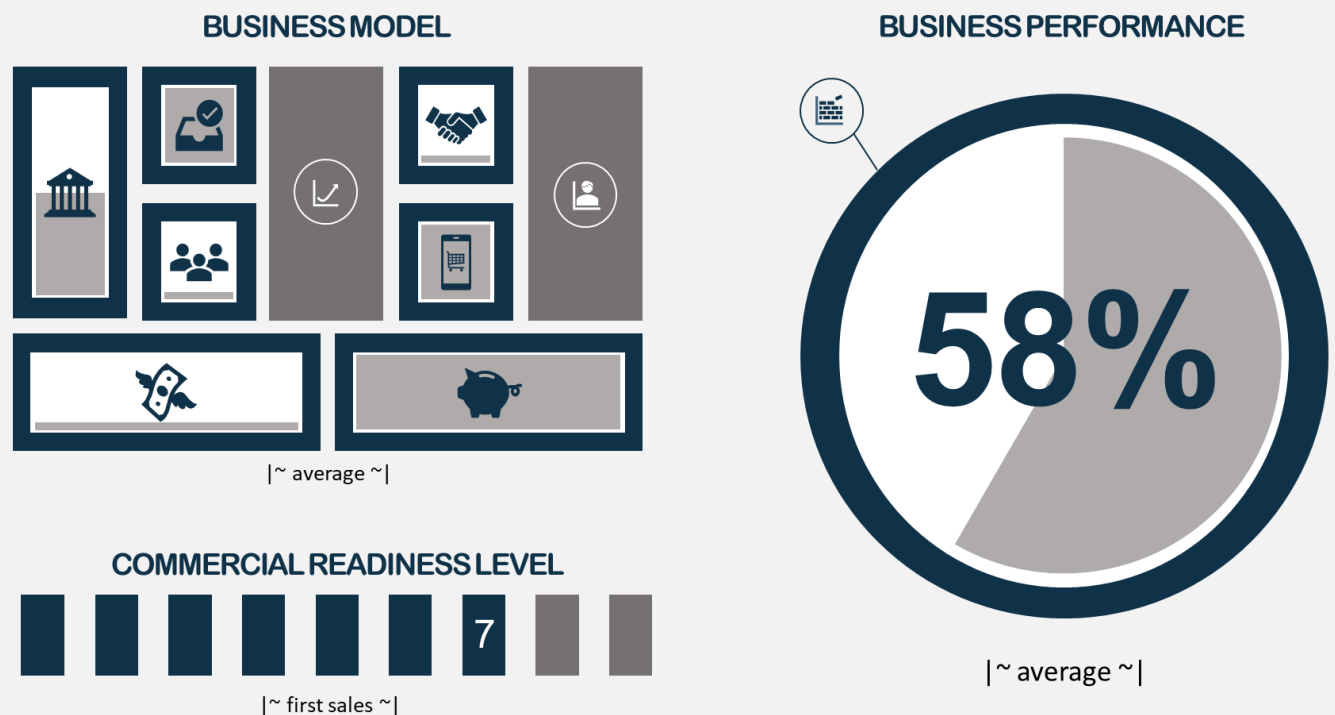 BUSINESS MODEL
|~ average ~|
COMMERCIAL READINESS LEVEL
7
|~ first sales ~|
BUSINESS PERFORMANCE
58%
|~ average ~|